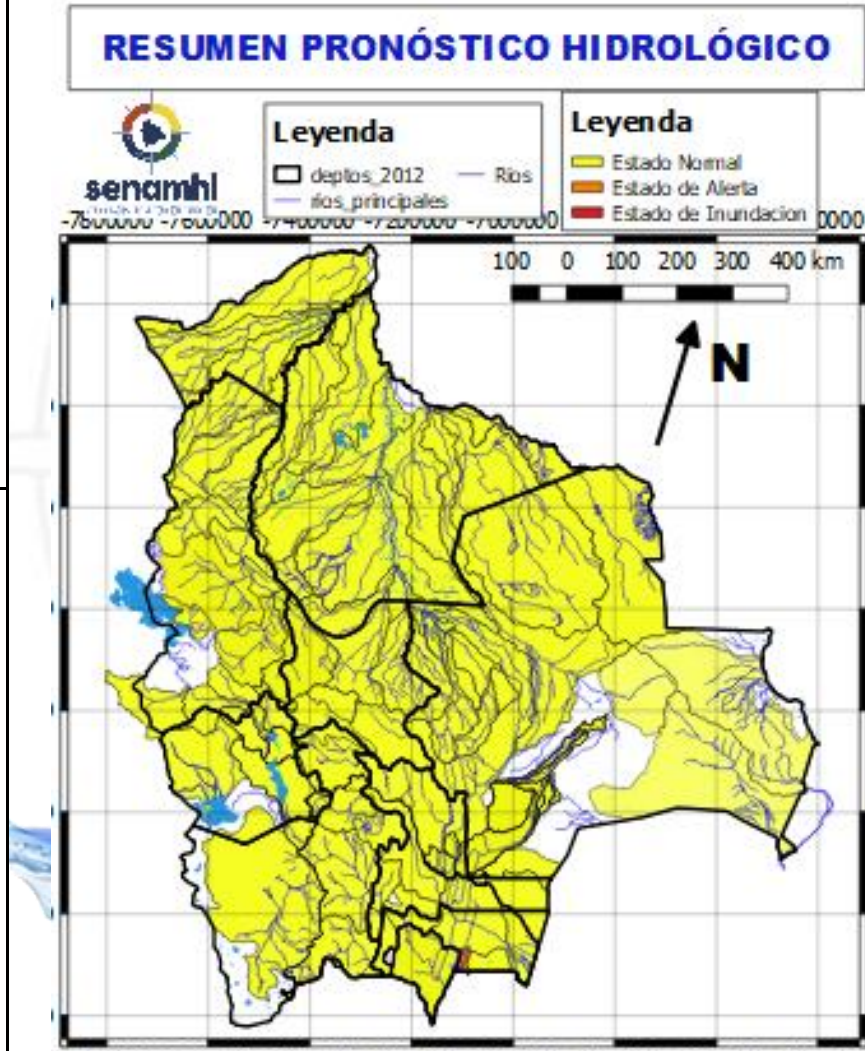 RESUMEN PRONÓSTICO HIDROLÓGICO
senamhi
Leyenda
deptos_2012
Rios
rios_principales
Leyenda
Estado Normal
Estado de Alerta
Estado de Inundacion
-7800000 -7600000 -7400000 -7200000 -7000000
100 0 100 200 300 400 km
N